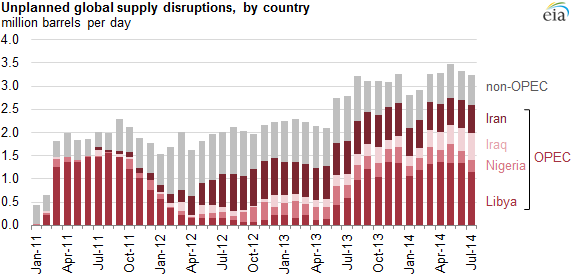 Unplanned global supply disruptions, by country
million barrels per day
eia
4.0
3.5
3.0
2.5
2.0
1.5
1.0
0.5
0.0
non-OPEC
Iran
Iraq
Nigeria
Libya
OPEC
Jan-11
Apr-11
Jul-11
Oct-11
Jan-12
Apr-12
Jul-12
Oct-12
Jan-13
Apr-13
Jul-13
Oct-13
Jan-14
Apr-14
Jul-14